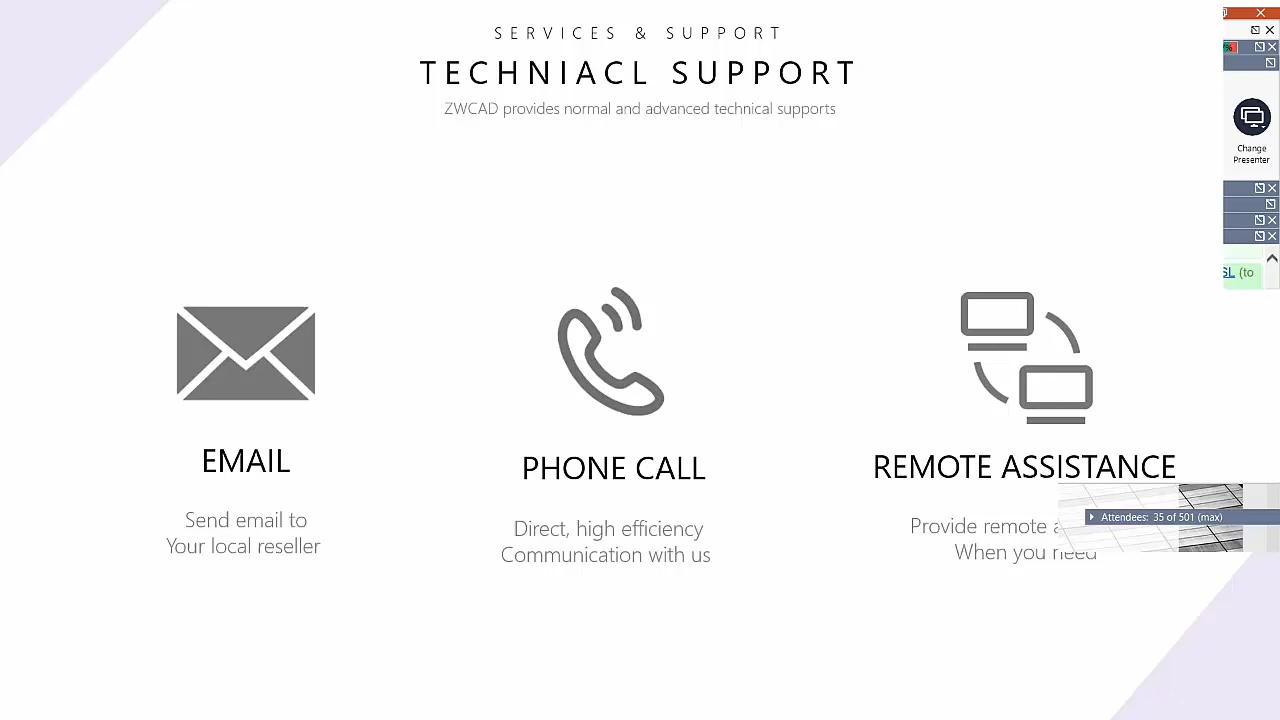 SERVICES & SUPPORT
TECHNIACL SUPPORT
ZWCAD provides normal and advanced technical supports
Change
Presenter
SL (to
EMAIL
Send email to
Your local reseller
PHONE CALL
Direct, high efficiency
Communication with us
REMOTE ASSISTANCE
Provide remote
When you need
Attendees: 35 of 501 (max)